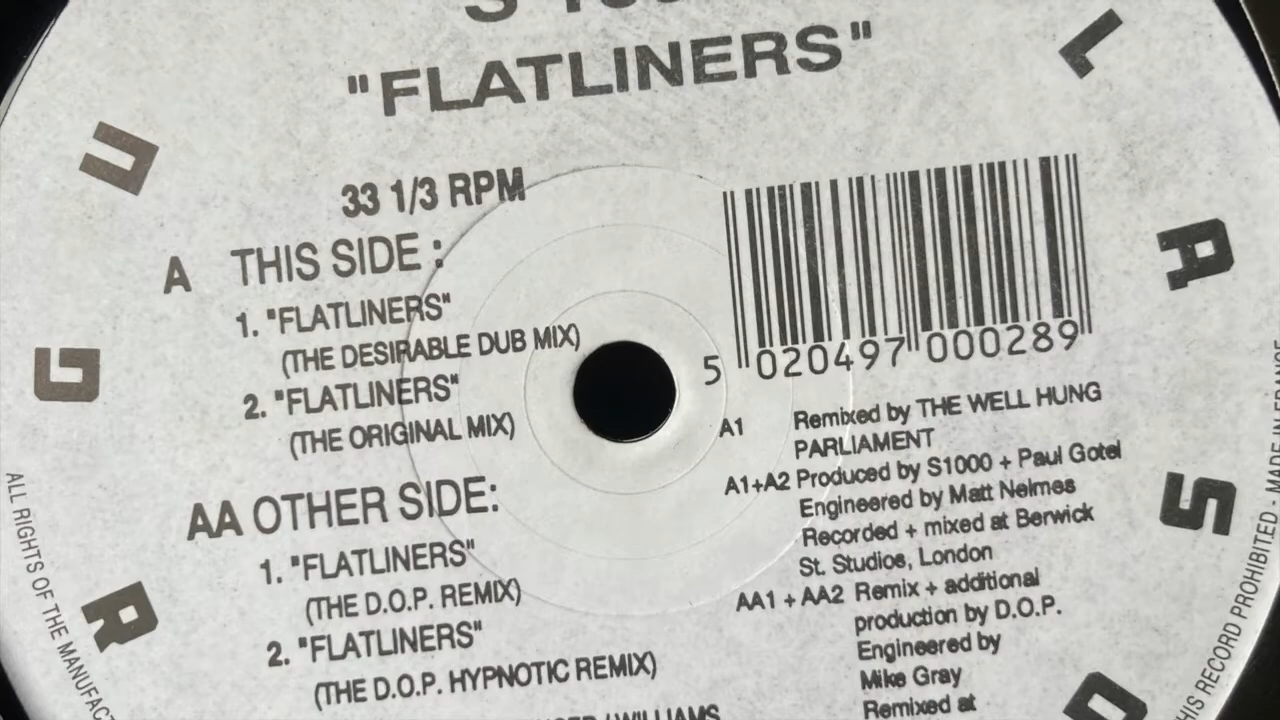 "FLATLINERS"
33 1/3 RPM
A THIS SIDE :
1. "FLATLINERS"
(THE DESIRABLE DUB MIX)
2. "FLATLINERS"
(THE ORIGINAL MIX)
AA OTHER SIDE:
1. "FLATLINERS"
(THE D.O.P. REMIX)
2. "FLATLINERS"
(THE D.O.P. HYPNOTIC REMIX)
/ WILLIAMS
5 020497 000289
A1 Remixed by THE WELL HUNG
PARLIAMENT
A1+A2 Produced by S1000 + Paul Gotel
Engineered by Matt Nelmes
Recorded + mixed at Berwick
St. Studios, London
AA1 + AA2 Remix + additional
production by D.O.P.
Engineered by
Mike Gray
Remixed at
R G U
L A S
ALL RIGHTS OF THE MANUFACT
HIS RECORD PROHIBITED - MADE IN FRANCE